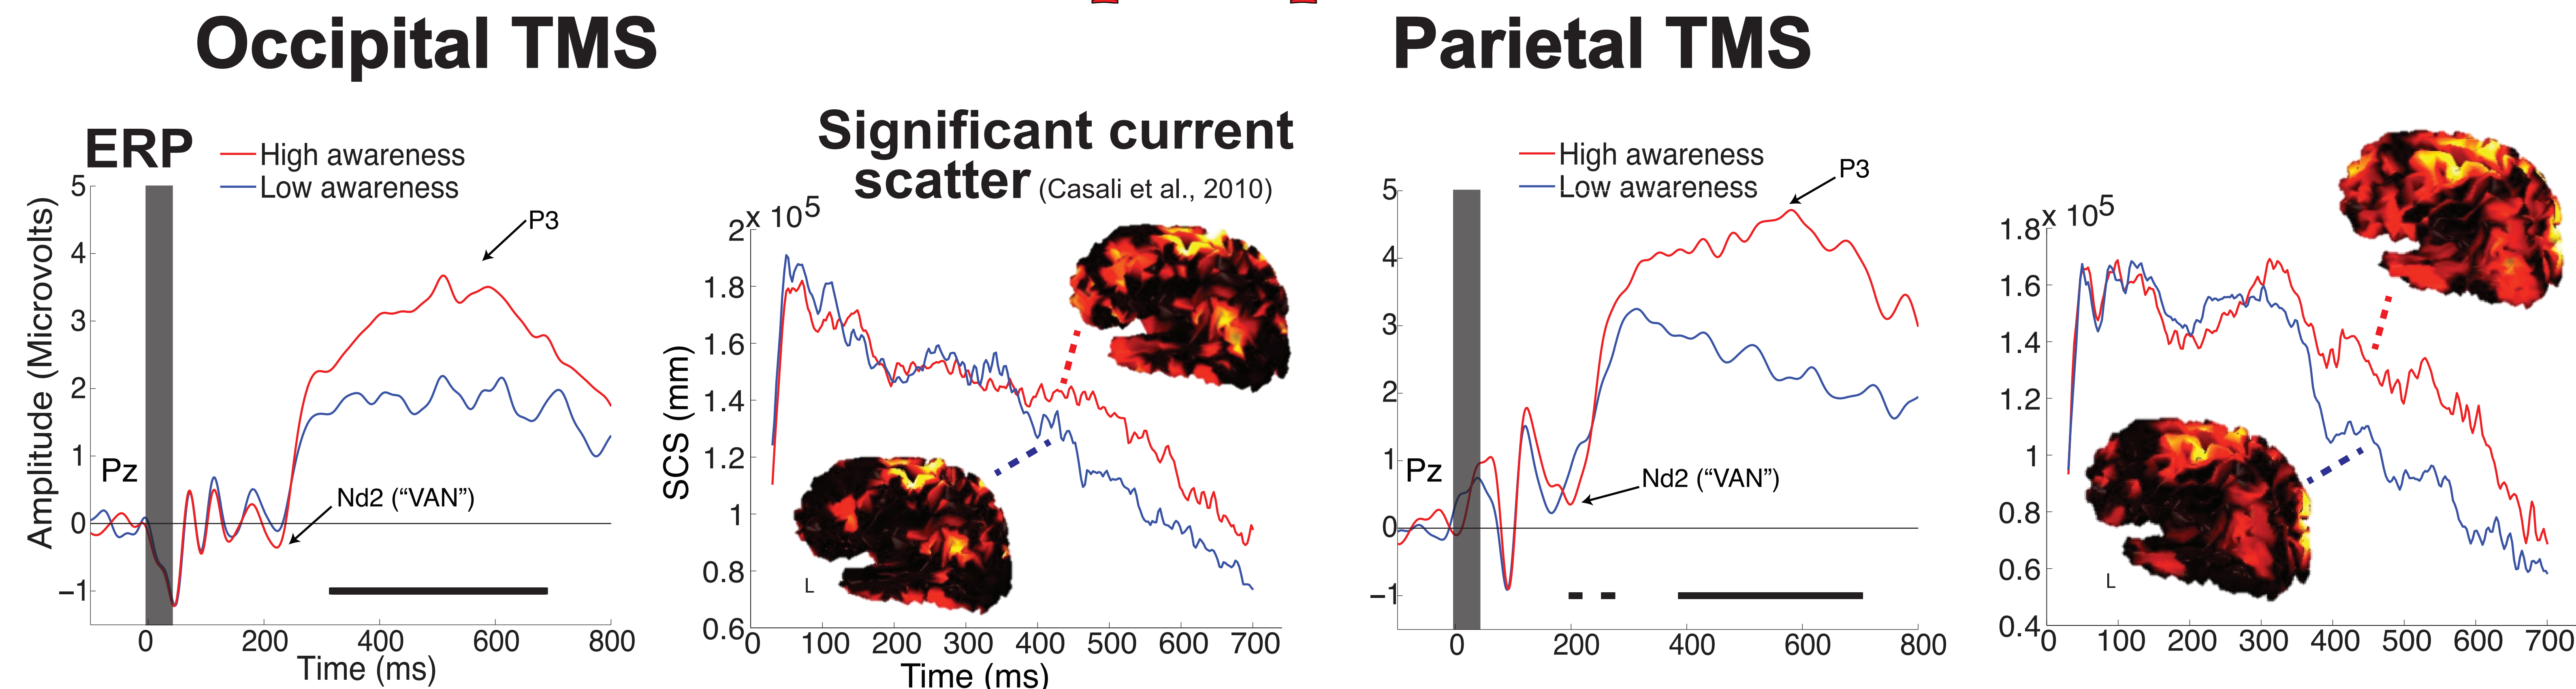 Occipital TMS
Parietal TMS
ERP
High awareness
Low awareness
P3
Nd2 (“VAN”)
Pz
Amplitude (Microvolts)
5
4
3
2
1
0
−1
0 200 400 600 800
Time (ms)
Significant current
scatter (Casali et al., 2010)
x 10^5
2
1.8
1.6
1.4
1.2
1
0.8
0.6
SCS (mm)
L
0 100 200 300 400 500 600 700
Time (ms)
High awareness
Low awareness
P3
Nd2 (“VAN”)
Pz
5
4
3
2
1
0
−1
0 200 400 600 800
x 10^5
1.8
1.6
1.4
1.2
1
0.8
0.6
0.4
L
0 100 200 300 400 500 600 700